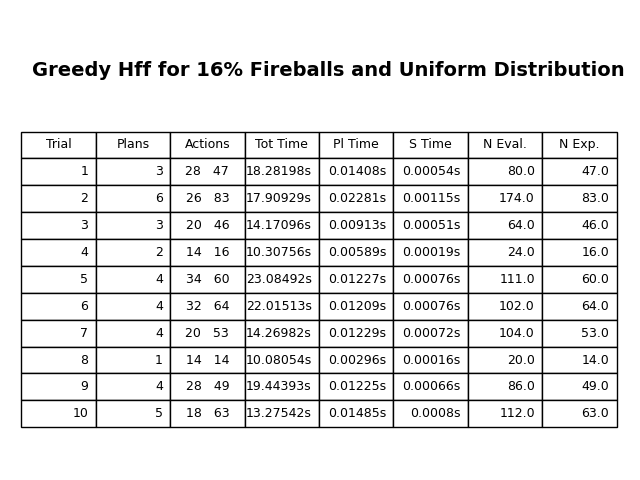 Greedy Hff for 16% Fireballs and Uniform Distribution
Trial Plans Actions Tot Time Pl Time S Time N Eval. N Exp.
1 3 28 47 18.28198s 0.01408s 0.00054s 80.0 47.0
2 6 26 83 17.90929s 0.02281s 0.00115s 174.0 83.0
3 3 20 46 14.17096s 0.00913s 0.00051s 64.0 46.0
4 2 14 16 10.30756s 0.00589s 0.00019s 24.0 16.0
5 4 34 60 23.08492s 0.01227s 0.00076s 111.0 60.0
6 4 32 64 22.01513s 0.01209s 0.00076s 102.0 64.0
7 4 20 53 14.26982s 0.01229s 0.00072s 104.0 53.0
8 1 14 14 10.08054s 0.00296s 0.00016s 20.0 14.0
9 4 28 49 19.44393s 0.01225s 0.00066s 86.0 49.0
10 5 18 63 13.27542s 0.01485s 0.0008s 112.0 63.0